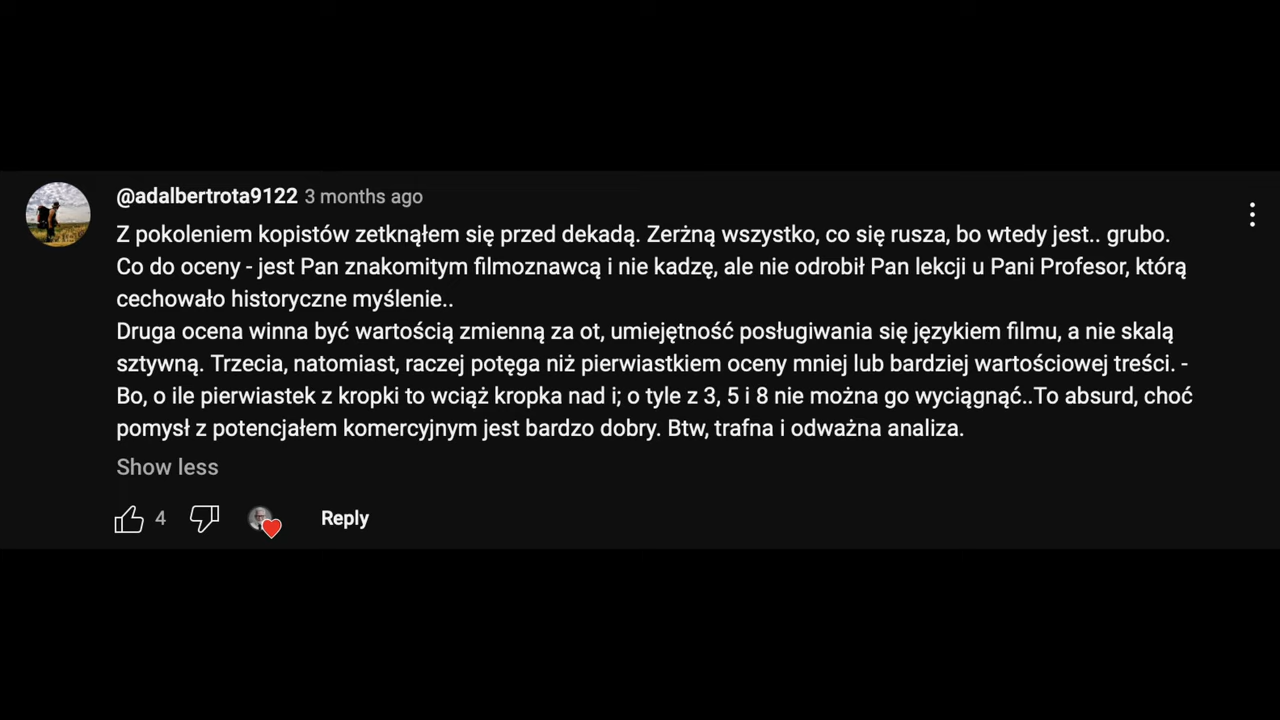 @adalbertrota9122 3 months ago
Z pokoleniem kopistów zetknąłem się przed dekadą. Zerżną wszystko, co się rusza, bo wtedy jest.. grubo.
Co do oceny - jest Pan znakomitym filmoznawcą i nie kadzę, ale nie odrobił Pan lekcji u Pani Profesor, którą
cechowało historyczne myślenie..
Druga ocena winna być wartością zmienną za ot, umiejętność posługiwania się językiem filmu, a nie skalą
sztywną. Trzecia, natomiast, raczej potęga niż pierwiastkiem oceny mniej lub bardziej wartościowej treści. -
Bo, o ile pierwiastek z kropki to wciąż kropka nad i; o tyle z 3, 5 i 8 nie można go wyciągnąć..To absurd, choć
pomysł z potencjałem komercyjnym jest bardzo dobry. Btw, trafna i odważna analiza.
Show less
4 Reply